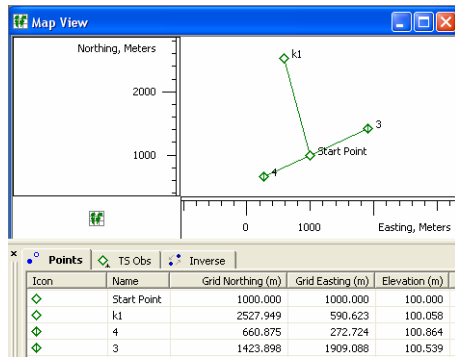 Map View
Northing, Meters
k1
2000
3
1000
Start Point
4
0 1000 Easting, Meters
Points TS Obs Inverse
Icon Name Grid Northing (m) Grid Easting (m) Elevation (m)
Start Point 1000.000 1000.000 100.000
k1 2527.949 590.623 100.058
4 660.875 272.724 100.864
3 1423.898 1909.088 100.539